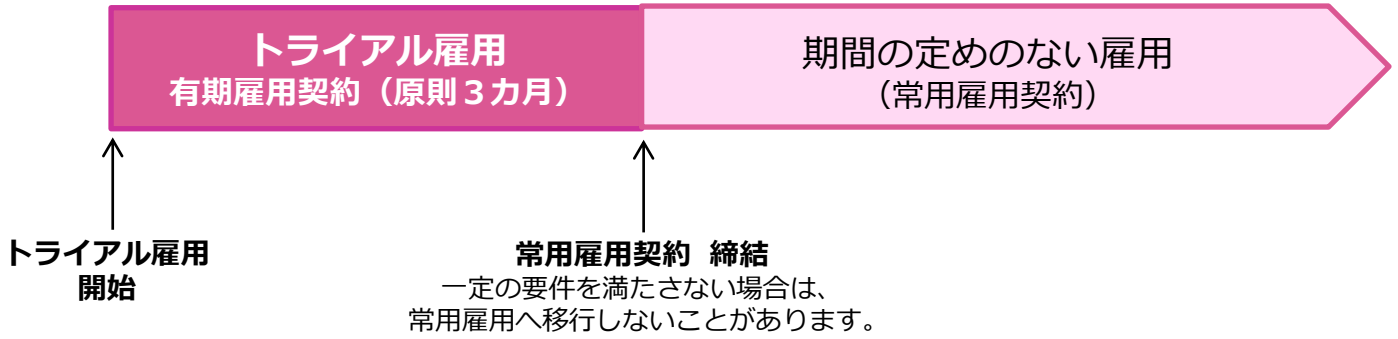 トライアル雇用
有期雇用契約（原則３カ月）
期間の定めのない雇用
（常用雇用契約）
トライアル雇用
開始
常用雇用契約 締結
一定の要件を満たさない場合は、
常用雇用へ移行しないことがあります。